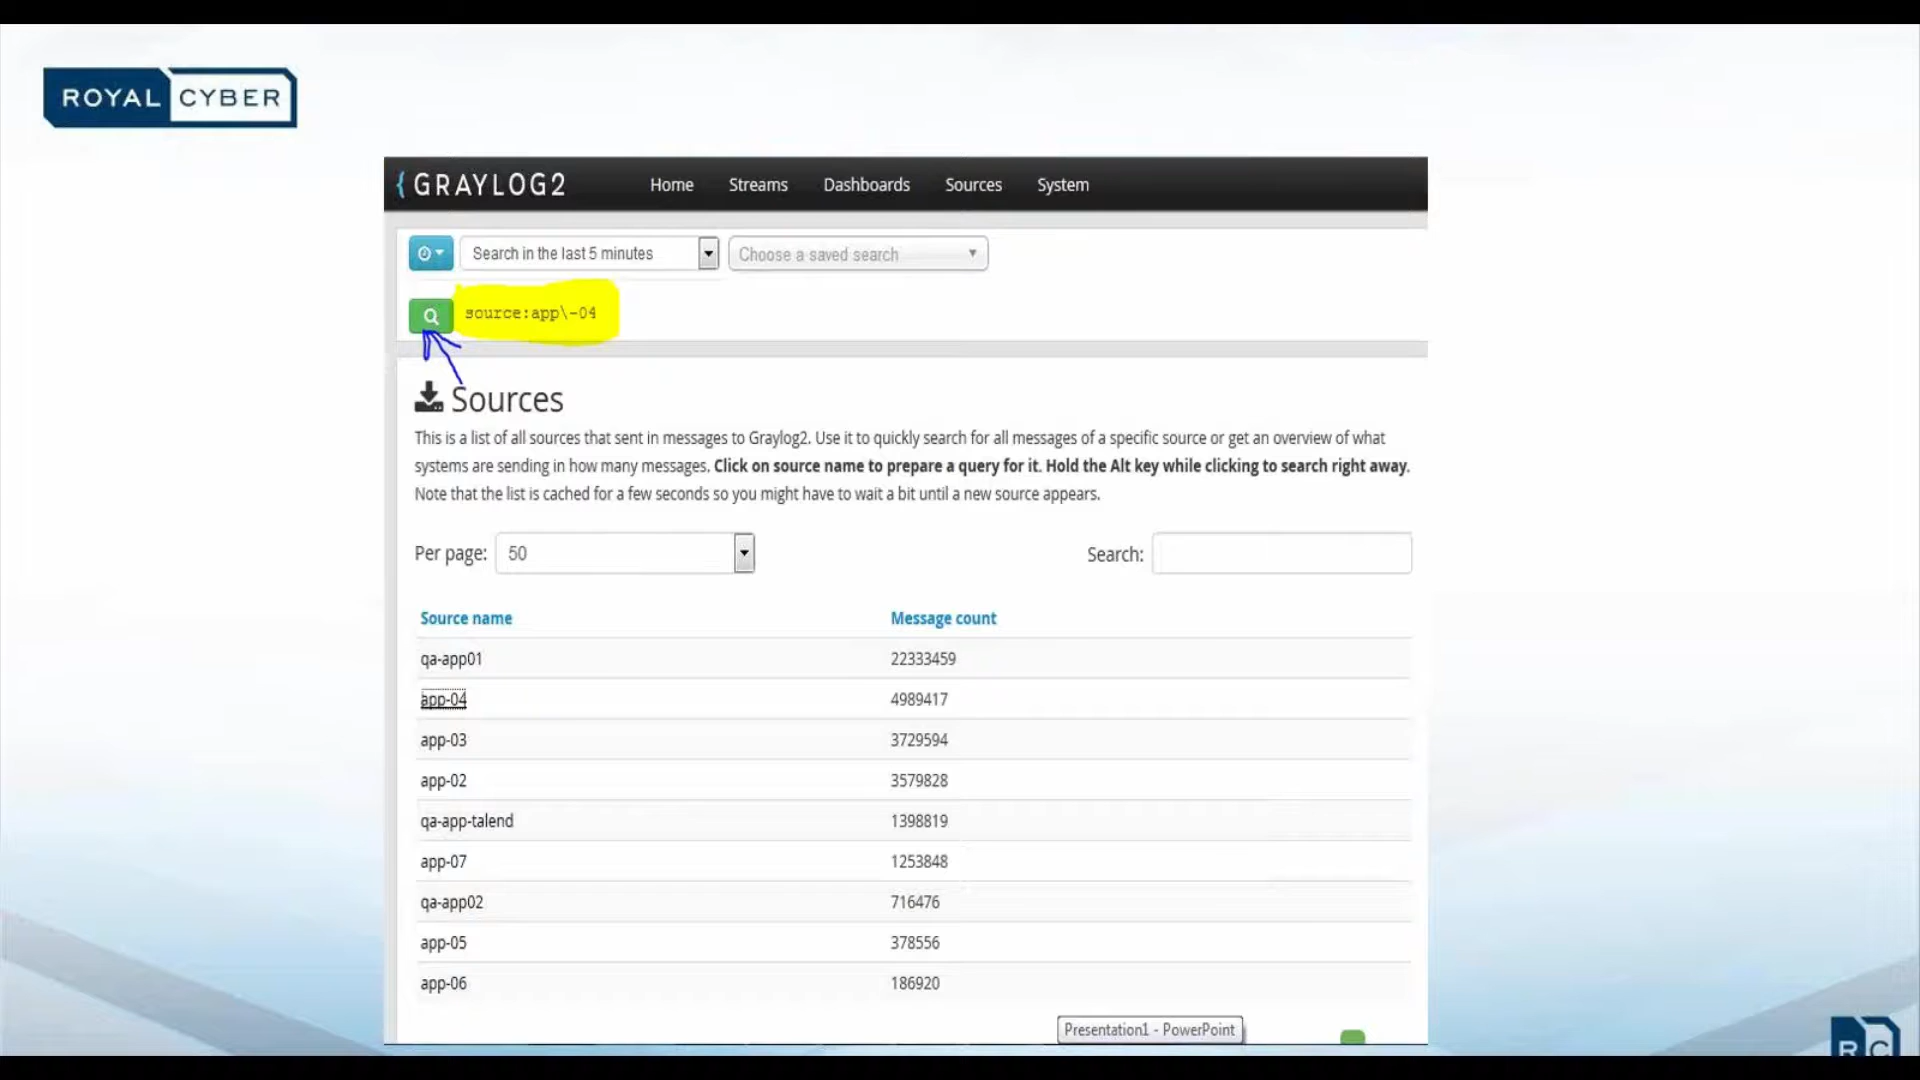 ROYAL CYBER
{GRAYLOG2 Home Streams Dashboards Sources System
Search in the last 5 minutes Choose a saved search
source:app\-04
Sources
This is a list of all sources that sent in messages to Graylog2. Use it to quickly search for all messages of a specific source or get an overview of what
systems are sending in how many messages. Click on source name to prepare a query for it. Hold the Alt key while clicking to search right away.
Note that the list is cached for a few seconds so you might have to wait a bit until a new source appears.
Per page: 50 Search:
Source name Message count
qa-app01 22333459
app-04 4989417
app-03 3729594
app-02 3579828
qa-app-talend 1398819
app-07 1253848
qa-app02 716476
app-05 378556
app-06 186920
Presentation1 - PowerPoint
RC